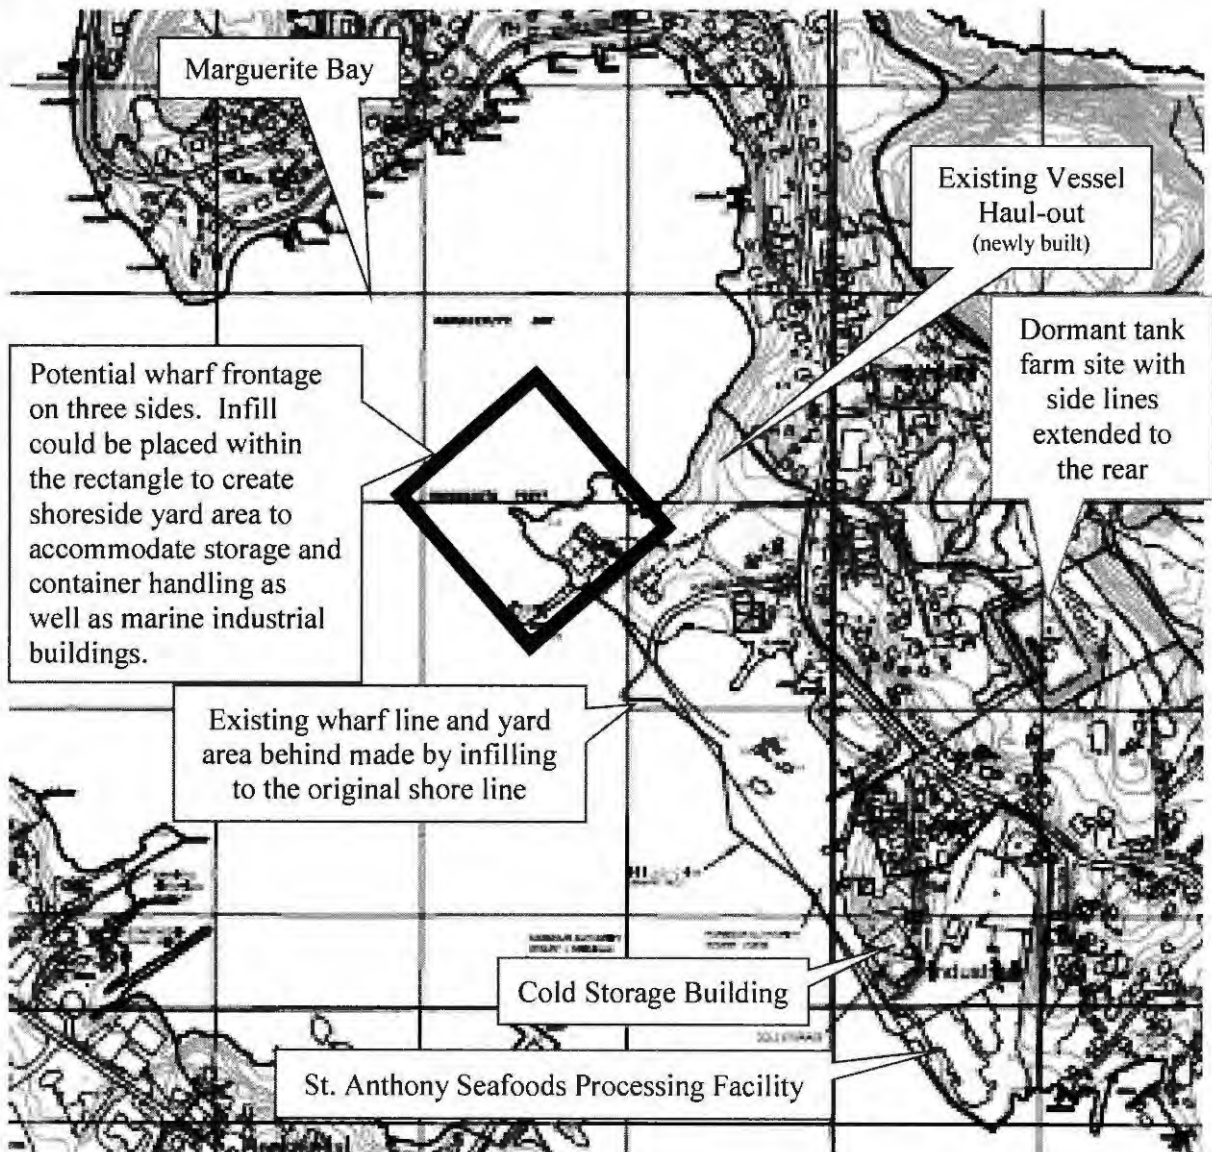 Marguerite Bay
Existing Vessel
Haul-out
(newly built)
Dormant tank
farm site with
side lines
extended to
the rear
Potential wharf frontage
on three sides. Infill
could be placed within
the rectangle to create
shoreside yard area to
accommodate storage and
container handling as
well as marine industrial
buildings.
Existing wharf line and yard
area behind made by infilling
to the original shore line
Cold Storage Building
St. Anthony Seafoods Processing Facility